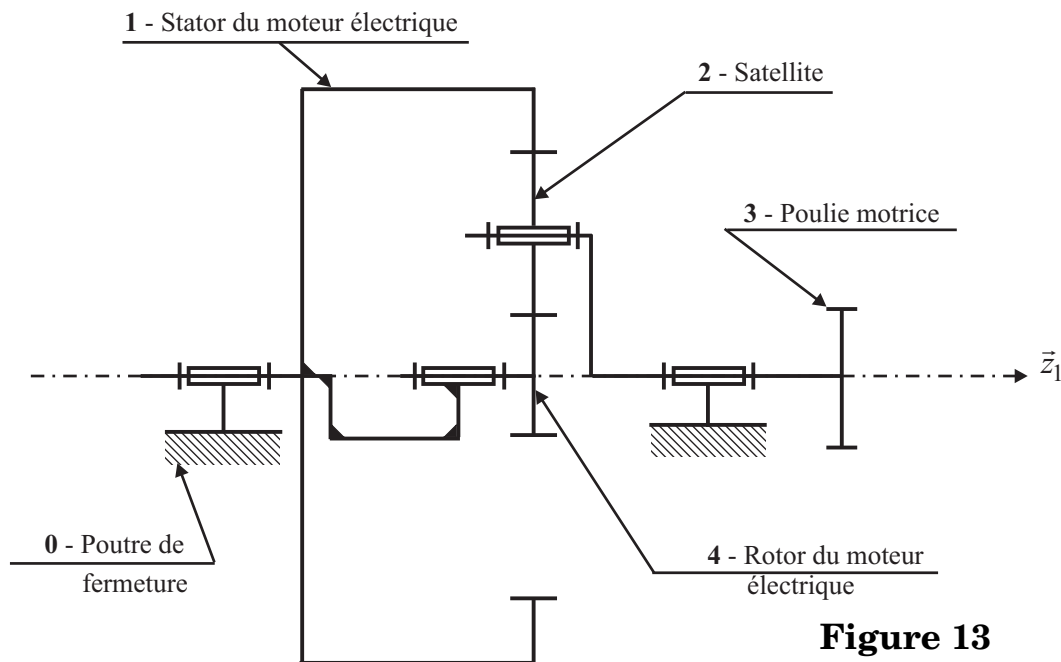 1 - Stator du moteur électrique
2 - Satellite
3 - Poulie motrice
z⃗1
0 - Poutre de
fermeture
4 - Rotor du moteur
électrique
Figure 13